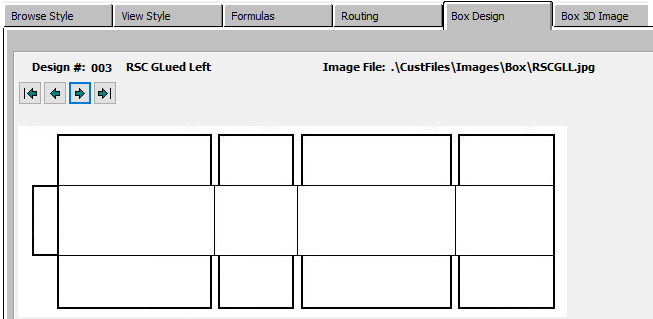 Browse Style View Style Formulas Routing Box Design Box 3D Image
Design #: 003 RSC GLued Left Image File: .\CustFiles\Images\Box\RSCGLL.jpg